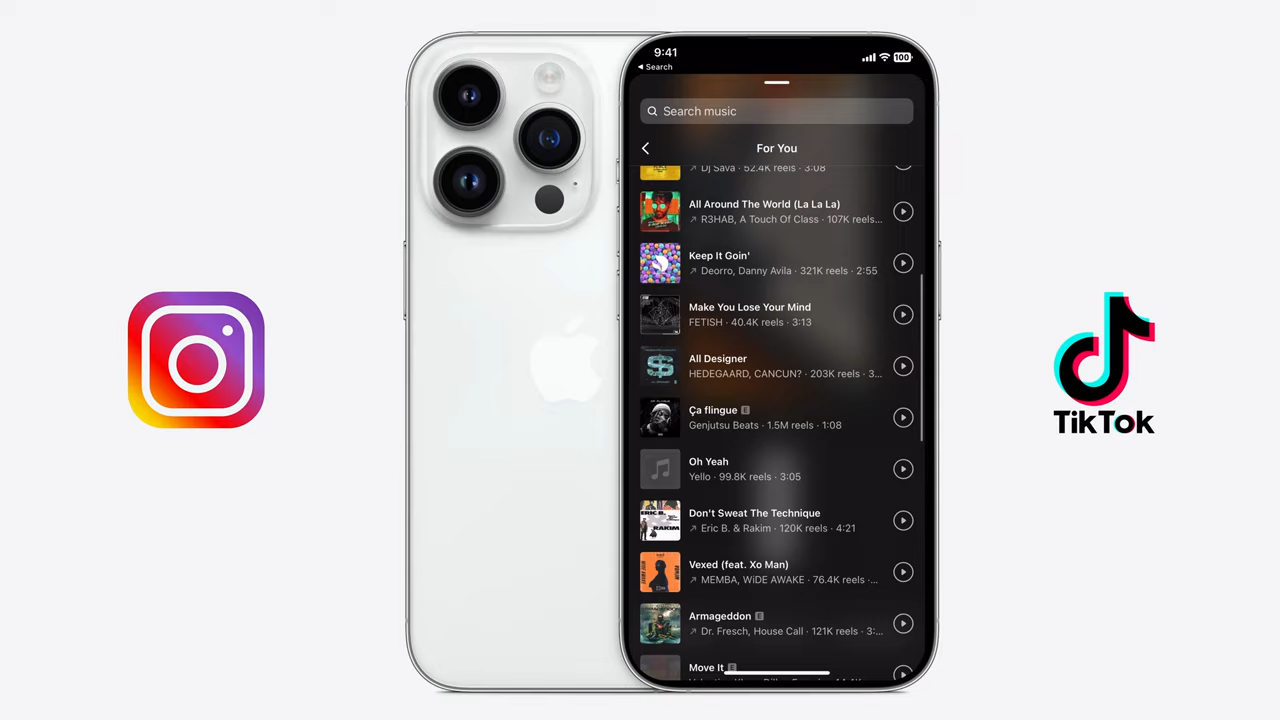 9:41
100
Search
Search music
For You
Dj Sava · 52.4K reels · 3:08
All Around The World (La La La)
R3HAB, A Touch Of Class · 107K reels...
Keep It Goin'
Deorro, Danny Avila · 321K reels · 2:55
Make You Lose Your Mind
FETISH · 40.4K reels · 3:13
All Designer
HEDEGAARD, CANCUN? · 203K reels · 3...
Ça flingue E
Genjutsu Beats · 1.5M reels · 1:08
Oh Yeah
Yello · 99.8K reels · 3:05
Don't Sweat The Technique
ERIC B.
RAKIM
Eric B. & Rakim · 120K reels · 4:21
Vexed (feat. Xo Man)
MEMBA, WiDE AWAKE · 76.4K reels ·...
Armageddon E
Dr. Fresch, House Call · 121K reels · 3:...
Move It E
TikTok